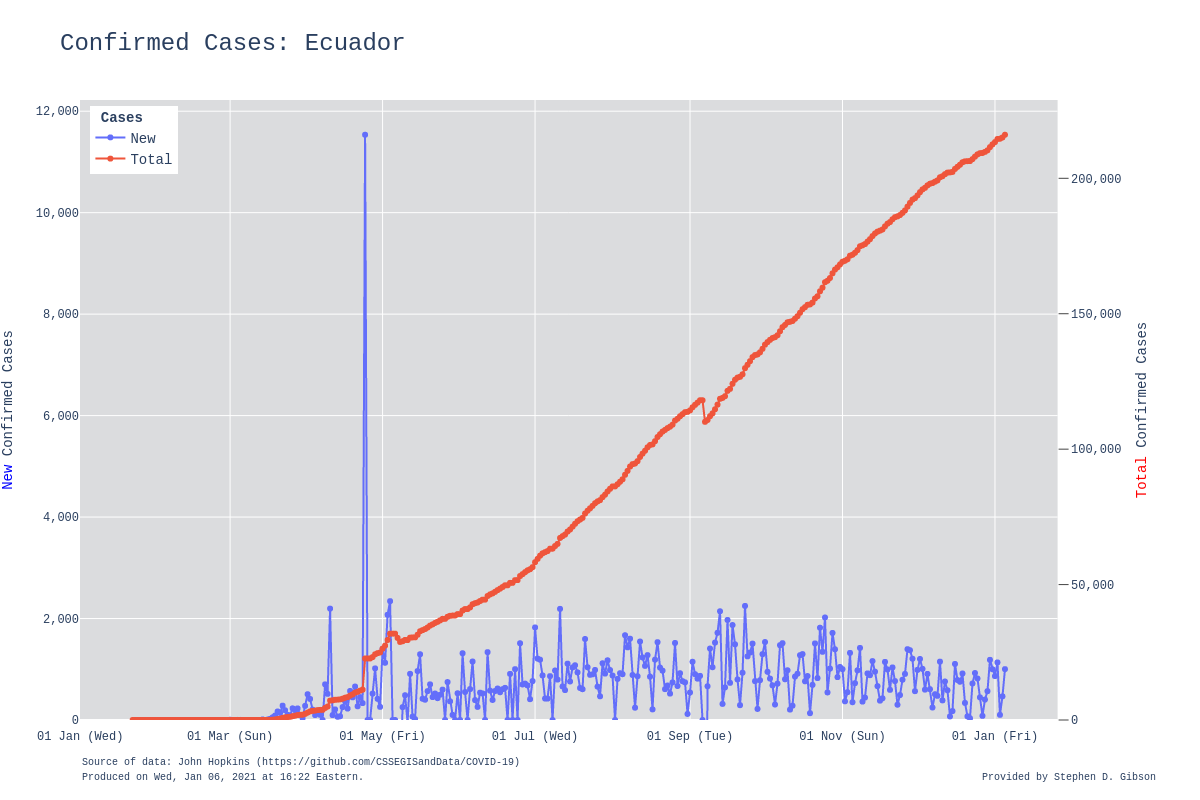 Confirmed Cases: Ecuador
Cases
New
Total
12,000
10,000
8,000
6,000
4,000
2,000
0
200,000
150,000
100,000
50,000
0
New Confirmed Cases
Total Confirmed Cases
01 Jan (Wed) 01 Mar (Sun) 01 May (Fri) 01 Jul (Wed) 01 Sep (Tue) 01 Nov (Sun) 01 Jan (Fri)
Source of data: John Hopkins (https://github.com/CSSEGISandData/COVID-19)
Produced on Wed, Jan 06, 2021 at 16:22 Eastern.
Provided by Stephen D. Gibson